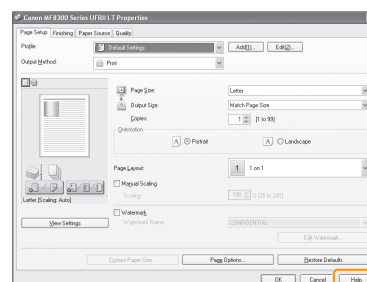 Canon MF8300 Series UFRII LT Properties
Page Setup Finishing Paper Source Quality
Profile: Default Settings Add(1)... Edit(2)...
Output Method: Print
Page Size: Letter
Output Size: Match Page Size
Copies: 1 [1 to 99]
Orientation
A Portrait A Landscape
Page Layout: 1 1 on 1
Manual Scaling
Scaling: 100 % [25 to 200]
Letter [Scaling: Auto]
Watermark
View Settings Watermark Name: CONFIDENTIAL
Edit Watermark...
Custom Paper Size... Page Options... Restore Defaults
OK Cancel Help